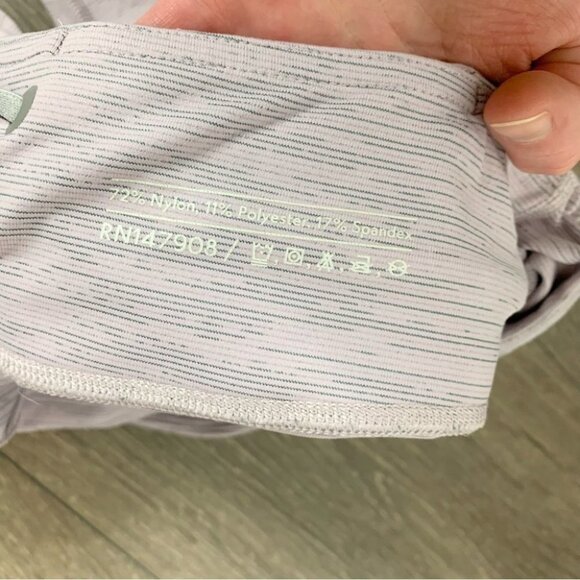 72% Nylon. 11% Polyester. 17% Spandex
RN147908 /